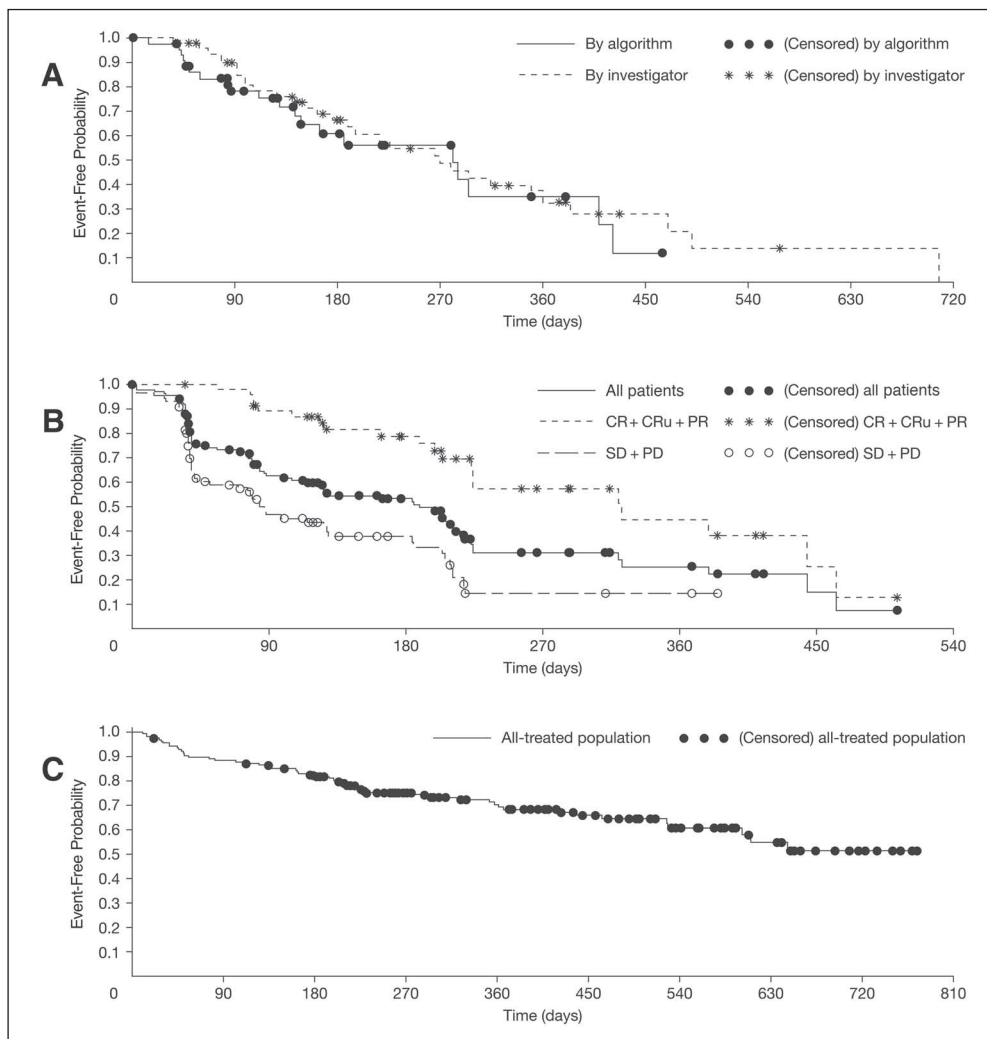 A
Event-Free Probability
1.0
0.9
0.8
0.7
0.6
0.5
0.4
0.3
0.2
0.1
By algorithm
(Censored) by algorithm
By investigator
(Censored) by investigator
0 90 180 270 360 450 540 630 720
Time (days)
B
Event-Free Probability
1.0
0.9
0.8
0.7
0.6
0.5
0.4
0.3
0.2
0.1
All patients
(Censored) all patients
CR + CRu + PR
(Censored) CR + CRu + PR
SD + PD
(Censored) SD + PD
0 90 180 270 360 450 540
Time (days)
C
Event-Free Probability
1.0
0.9
0.8
0.7
0.6
0.5
0.4
0.3
0.2
0.1
All-treated population
(Censored) all-treated population
0 90 180 270 360 450 540 630 720 810
Time (days)